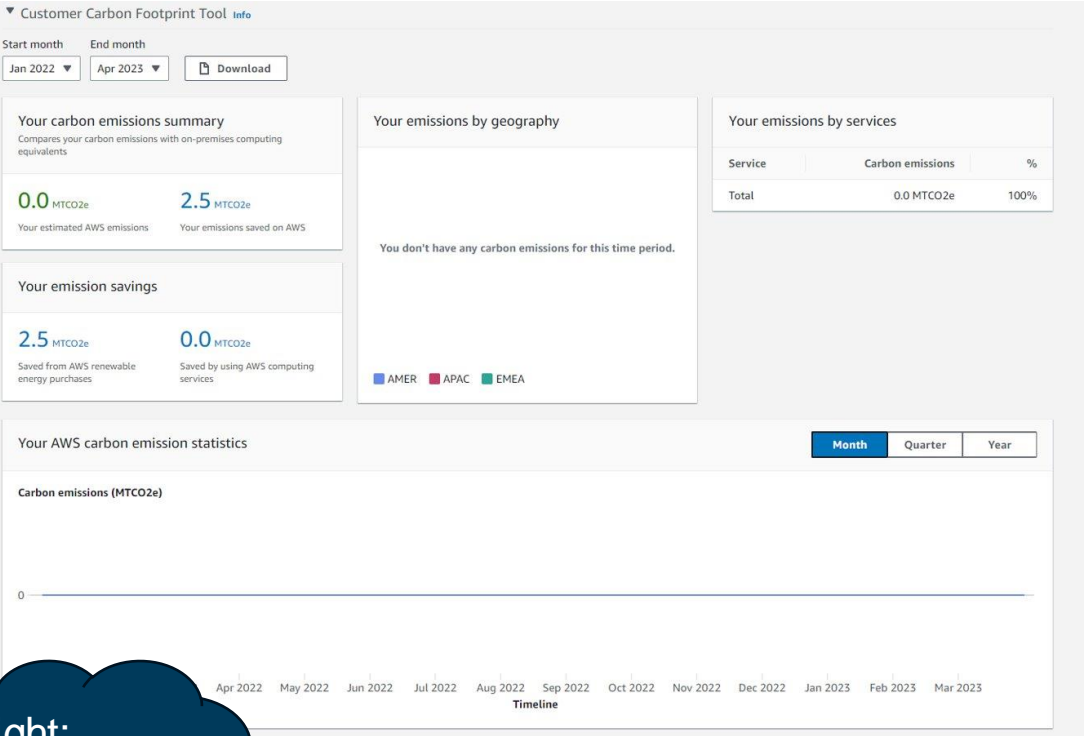 Customer Carbon Footprint Tool Info
Start month End month
Jan 2022 Apr 2023 Download
Your carbon emissions summary
Compares your carbon emissions with on-premises computing
equivalents
0.0 MTCO2e 2.5 MTCO2e
Your estimated AWS emissions Your emissions saved on AWS
Your emission savings
2.5 MTCO2e 0.0 MTCO2e
Saved from AWS renewable Saved by using AWS computing
energy purchases services
Your emissions by geography
You don't have any carbon emissions for this time period.
AMER APAC EMEA
Your emissions by services
Service Carbon emissions %
Total 0.0 MTCO2e 100%
Your AWS carbon emission statistics
Month Quarter Year
Carbon emissions (MTCO2e)
0
Apr 2022 May 2022 Jun 2022 Jul 2022 Aug 2022 Sep 2022 Oct 2022 Nov 2022 Dec 2022 Jan 2023 Feb 2023 Mar 2023
Timeline